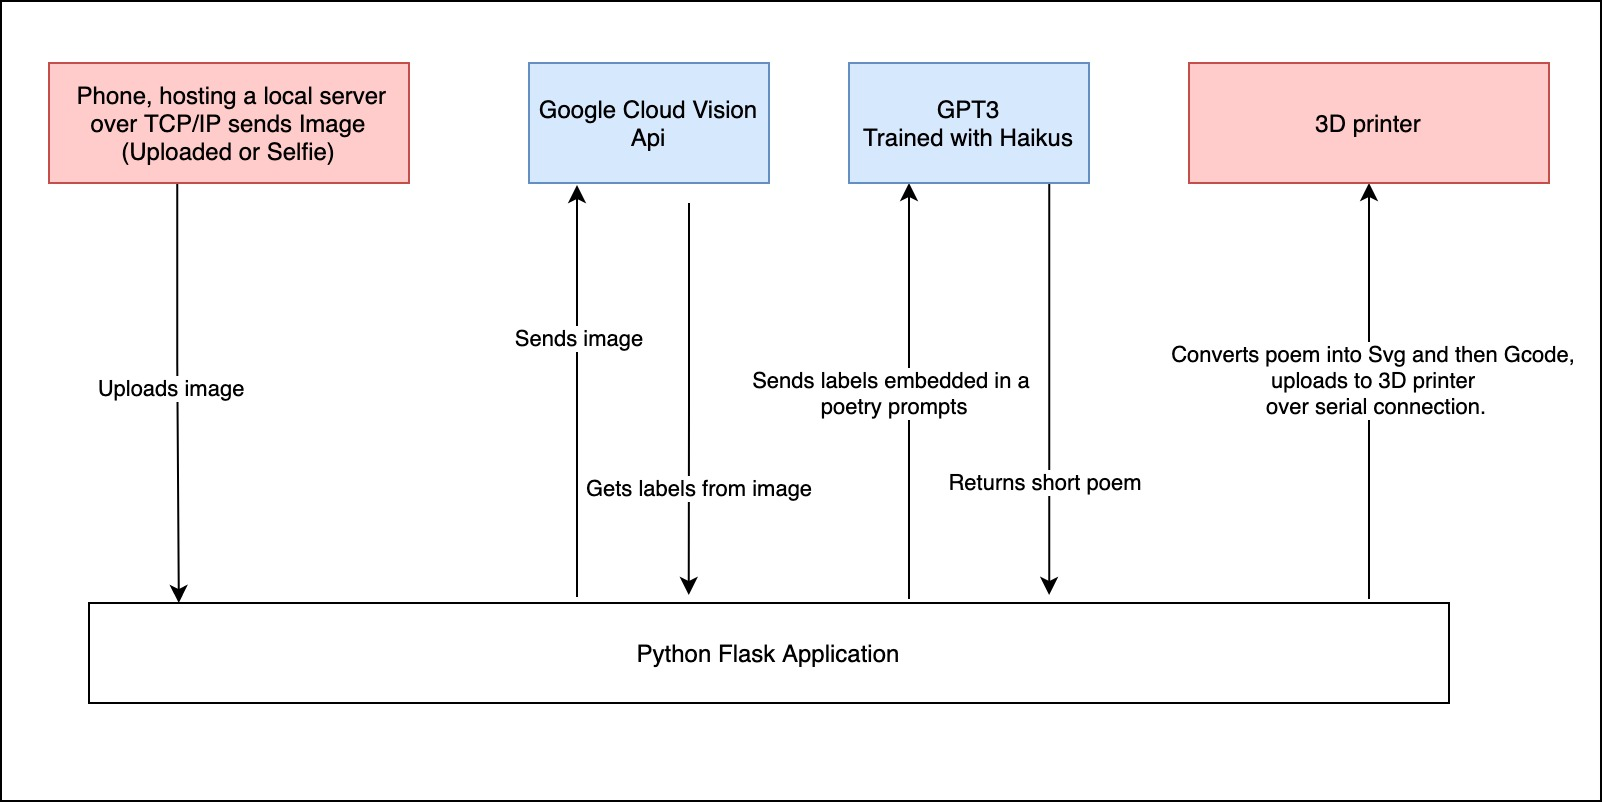 Phone, hosting a local server
over TCP/IP sends Image
(Uploaded or Selfie)
Google Cloud Vision
Api
GPT3
Trained with Haikus
3D printer
Uploads image
Sends image
Gets labels from image
Sends labels embedded in a
poetry prompts
Returns short poem
Converts poem into Svg and then Gcode,
uploads to 3D printer
over serial connection.
Python Flask Application